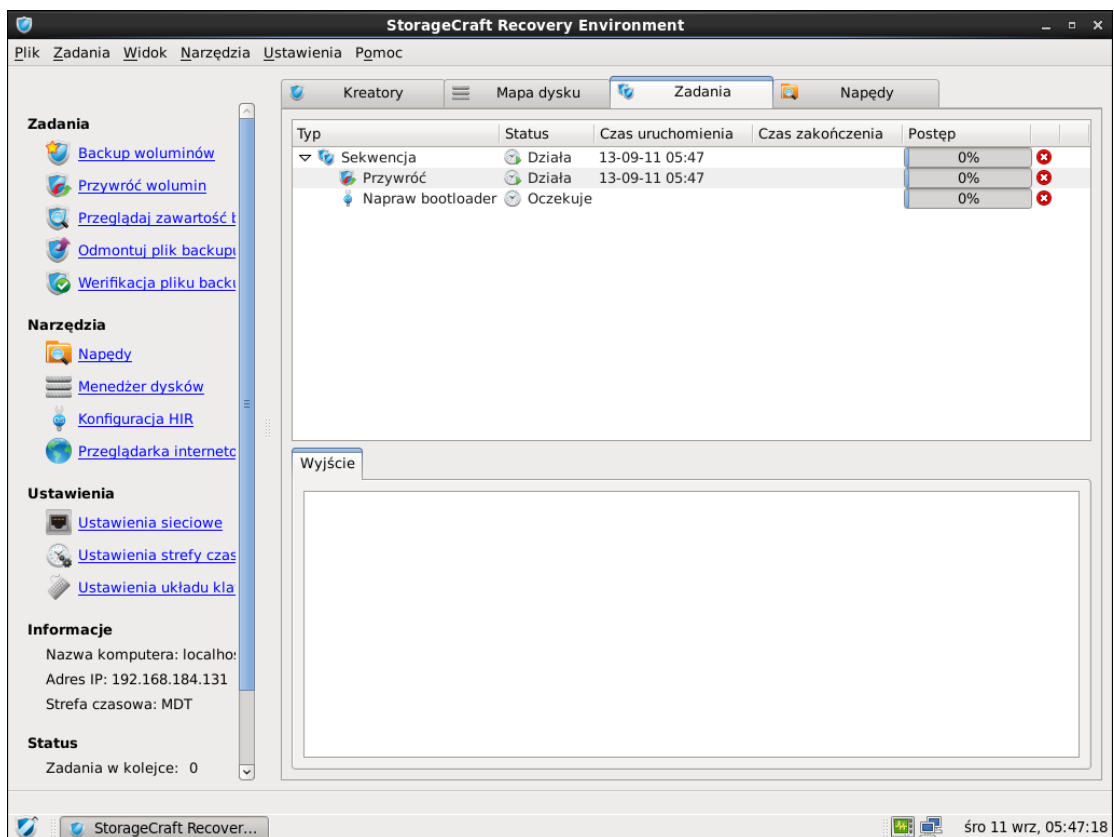 StorageCraft Recovery Environment
Plik Zadania Widok Narzędzia Ustawienia Pomoc
Kreatory Mapa dysku Zadania Napędy
Zadania
Backup woluminów
Przywróć wolumin
Przeglądaj zawartość
Odmontuj plik backupu
Werifikacja pliku
Narzędzia
Napędy
Menedżer dysków
Konfiguracja HIR
Przeglądarka
Ustawienia
Ustawienia sieciowe
Ustawienia strefy czas
Ustawienia układu kla
Informacje
Nazwa komputera: localho
Adres IP: 192.168.184.131
Strefa czasowa: MDT
Status
Zadania w kolejce: 0
Typ Status Czas uruchomienia Czas zakończenia Postęp
Sekwencja Działa 13-09-11 05:47 0%
Przywróć Działa 13-09-11 05:47 0%
Napraw bootloader Oczekuje 0%
Wyjście
StorageCraft Recover...
śro 11 wrz, 05:47:18